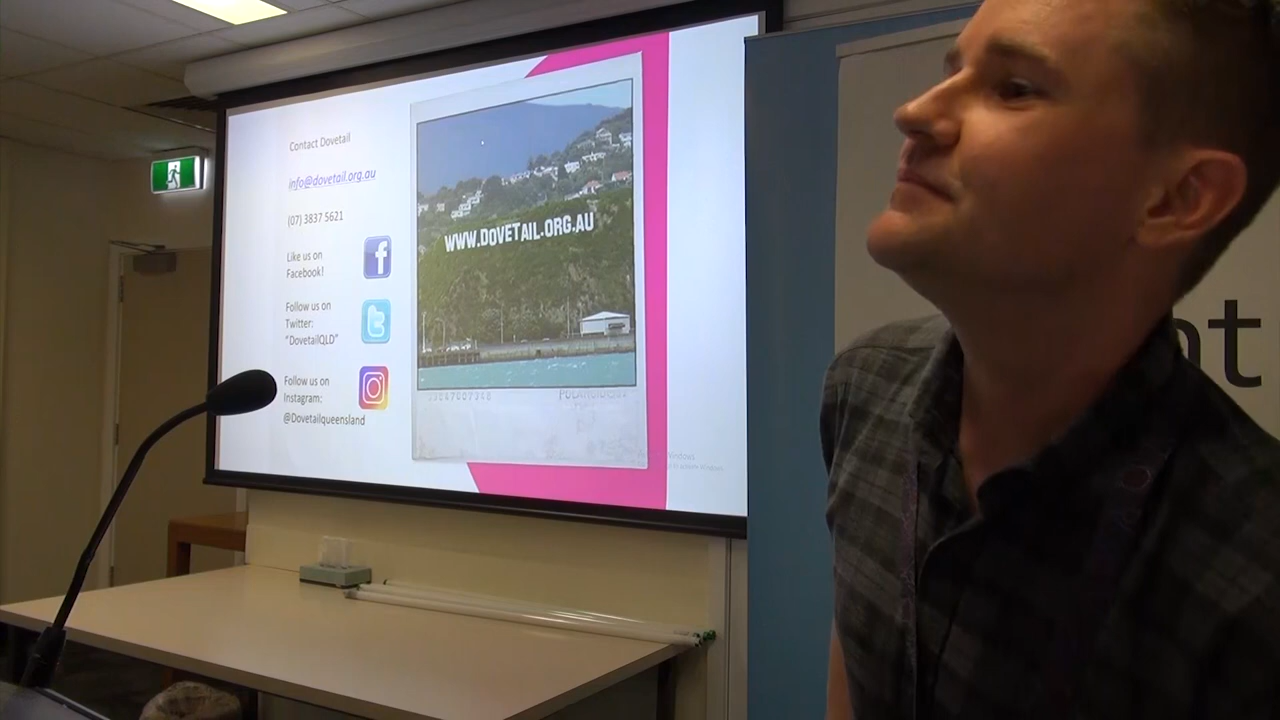 Contact Dovetail
info@dovetail.org.au
(07) 3837 5621
Like us on
Facebook!
Follow us on
Twitter:
"DovetailQLD"
Follow us on
Instagram:
@Dovetailqueensland
WWW.DOVETAIL.ORG.AU
Windows
nt